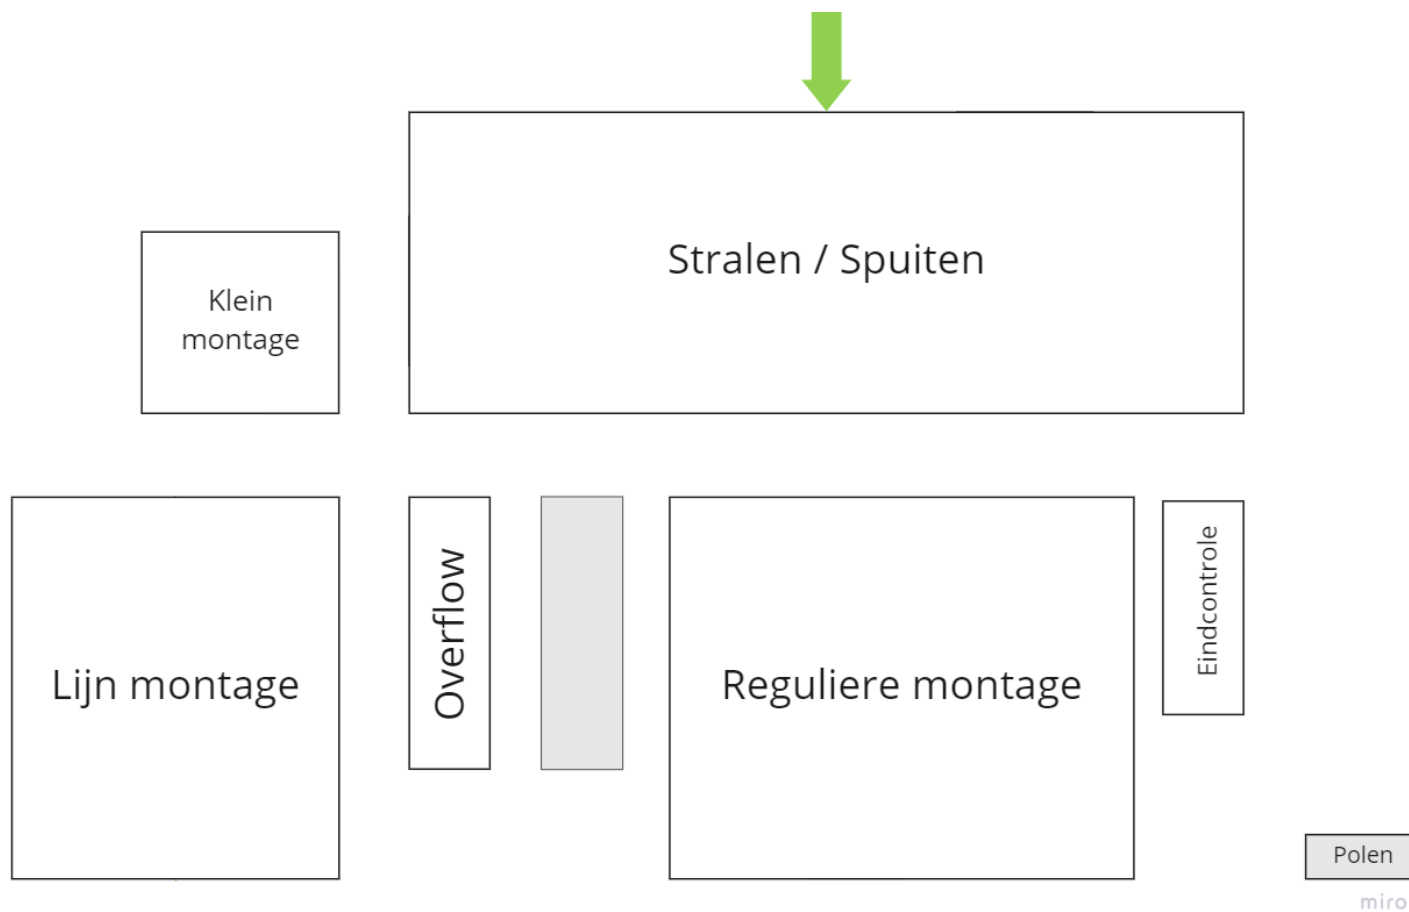 Stralen / Spuiten
Klein
montage
Lijn montage
Overflow
Reguliere montage
Eindcontrole
Polen
miro